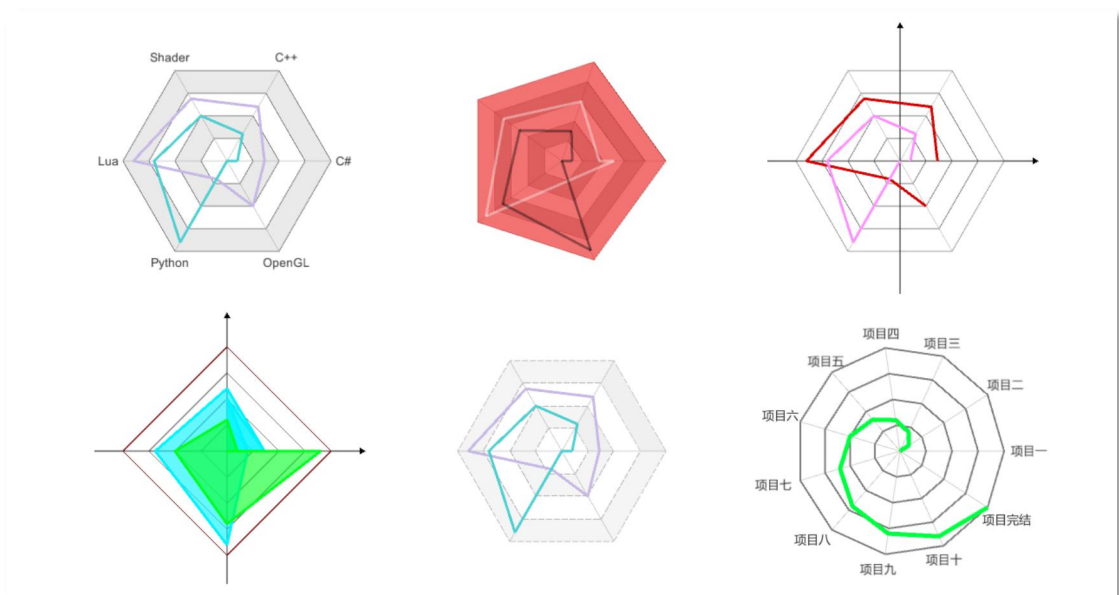 Shader
C++
Lua
C#
Python
OpenGL
项目四
项目三
项目五
项目二
项目六
项目一
项目七
项目完结
项目八
项目十
项目九